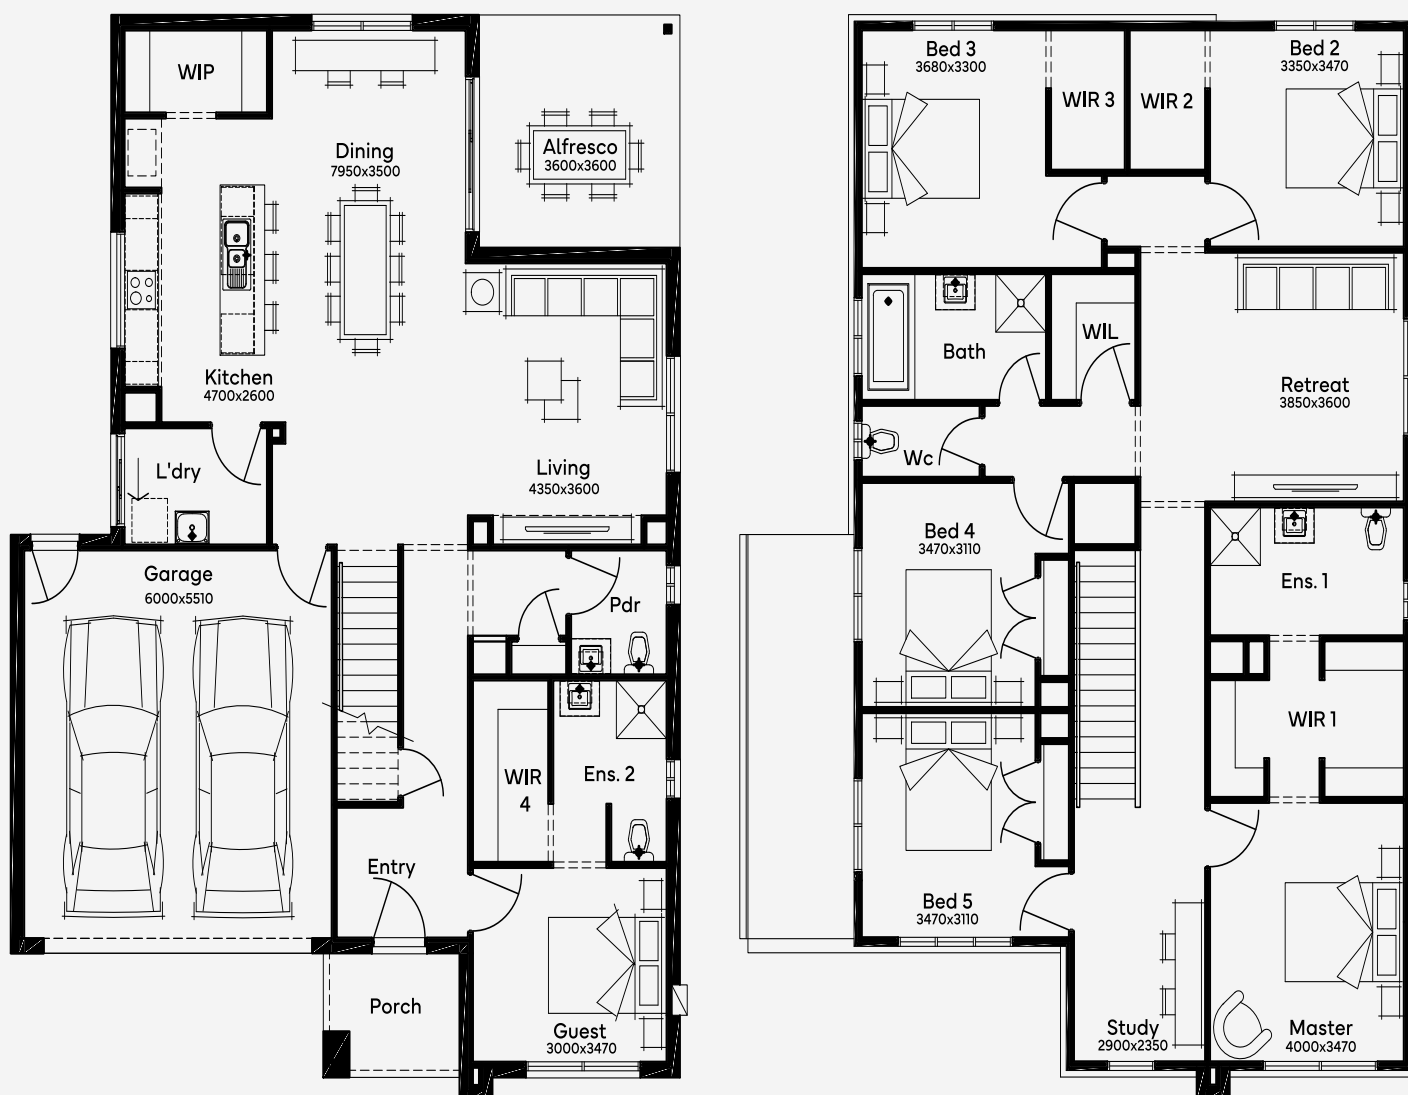 WIP
Dining
7950x3500
Alfresco
3600x3600
Kitchen
4700x2600
L'dry
Living
4350x3600
Garage
6000x5510
Pdr
WIR
4
Ens. 2
Entry
Porch
Guest
3000x3470
Bed 3
3680x3300
WIR 3
WIR 2
Bed 2
3350x3470
Bath
WIL
Retreat
3850x3600
Wc
Bed 4
3470x3110
Ens. 1
WIR 1
Bed 5
3470x3110
Study
2900x2350
Master
4000x3470